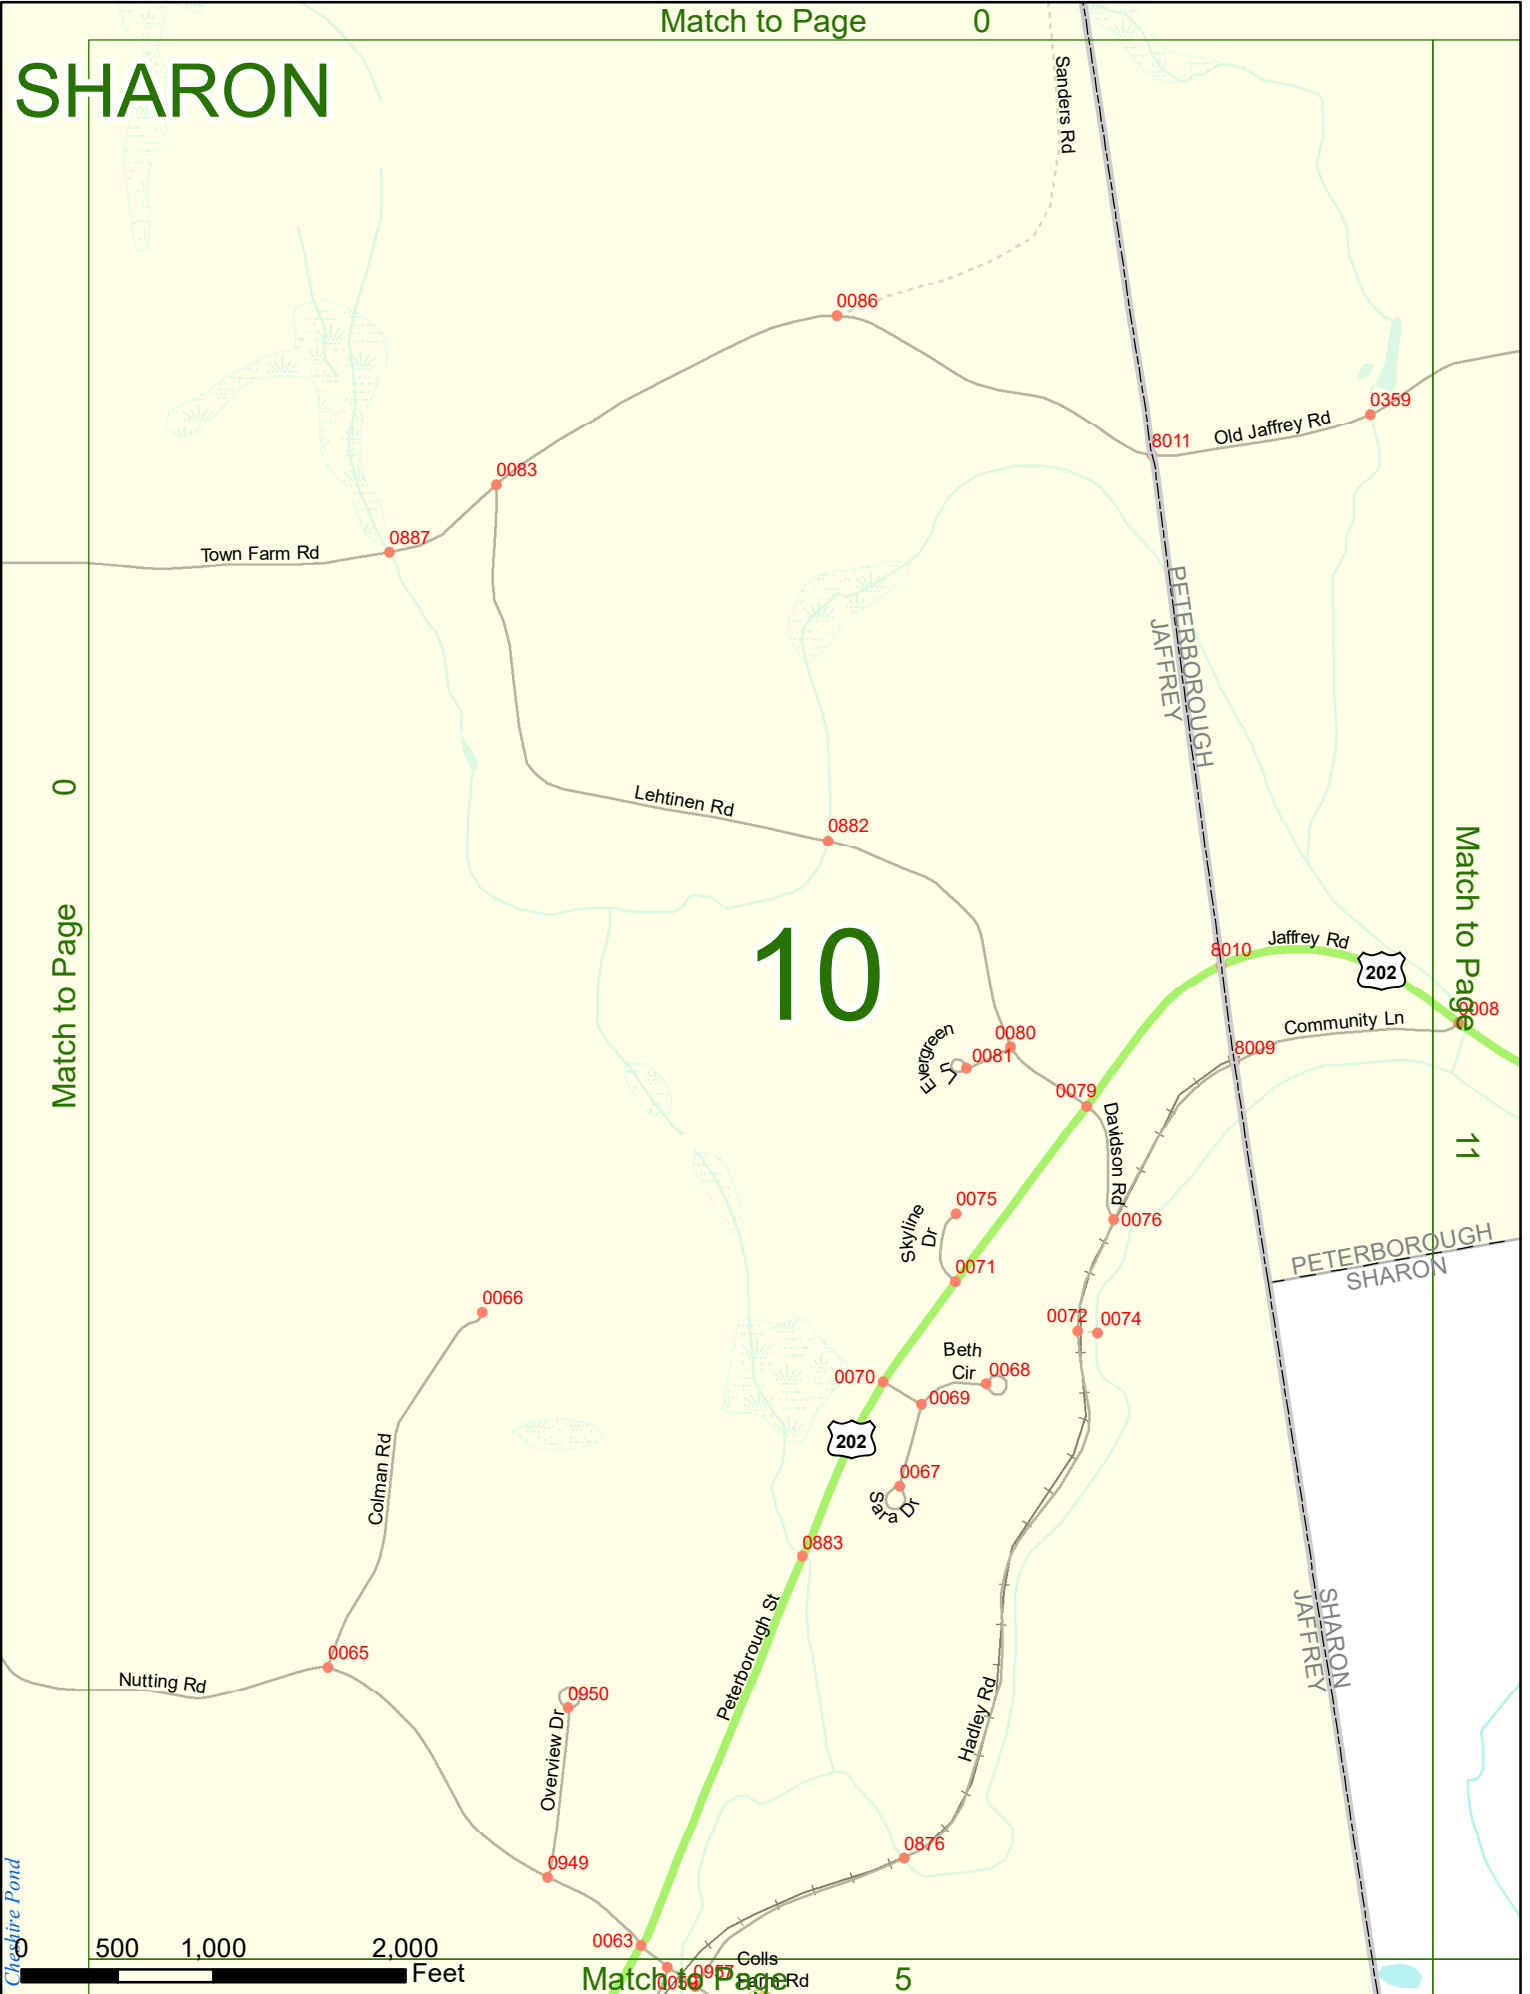 Match to Page 0
SHARON
Sanders Rd
0086
0359
Old Jaffrey Rd
8011
0083
0887
Town Farm Rd
PETERBOROUGH
JAFFREY
Match to Page 0
Lehtinen Rd
0882
Match to Page 11
10
Jaffrey Rd
8010
202
0008
Community Ln
8009
Evergreen
Ln
0080
0081
0079
Davidson Rd
0075
0076
Skyline
Dr
0071
PETERBOROUGH
SHARON
0066
0072
0074
Beth
Cir
0068
0070
0069
202
Colman Rd
0067
Sara Dr
0883
Peterborough St
SHARON
JAFFREY
0065
Nutting Rd
0950
Overview Dr
Hadley Rd
0876
0949
Cheshire Pond
0063
0 500 1,000 2,000
Feet
Colls
Farm Rd
0957
Match to Page 5